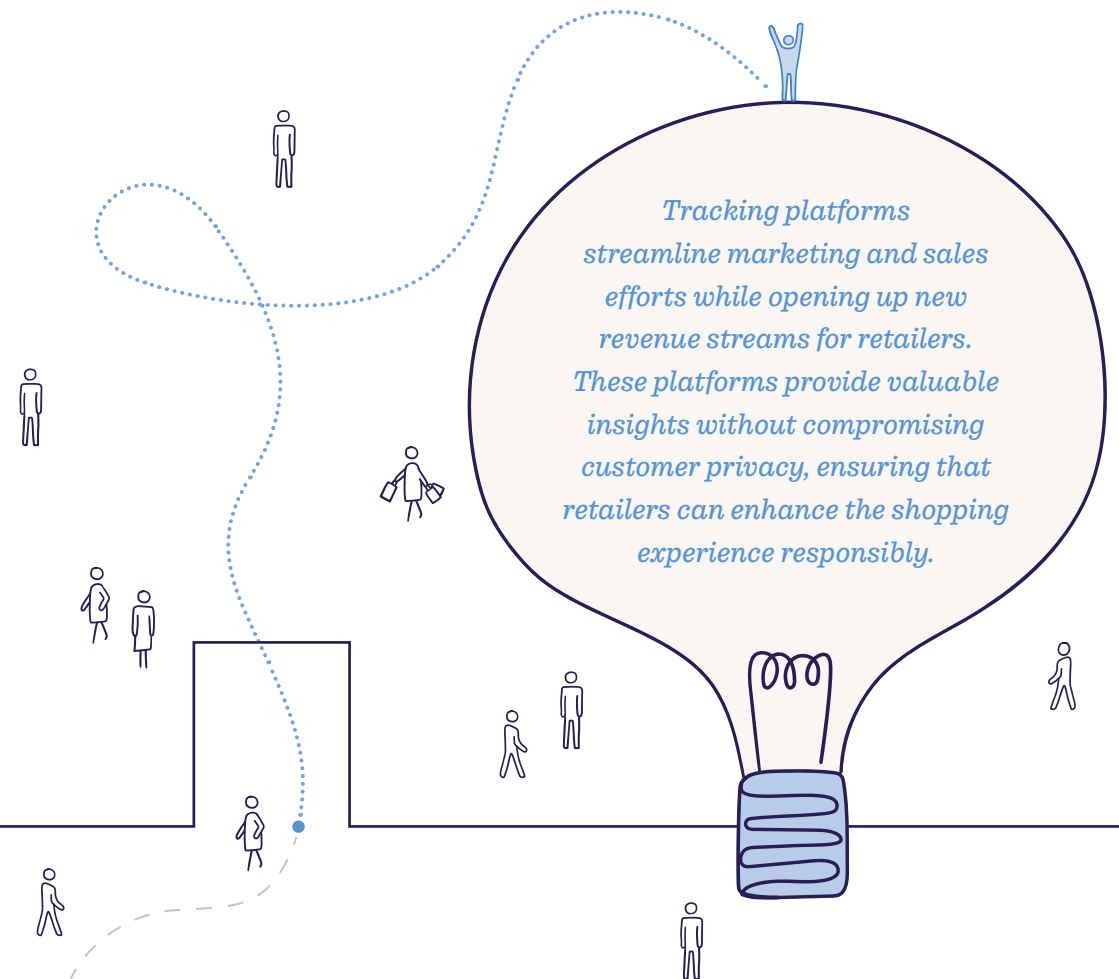 Tracking platforms
streamline marketing and sales
efforts while opening up new
revenue streams for retailers.
These platforms provide valuable
insights without compromising
customer privacy, ensuring that
retailers can enhance the shopping
experience responsibly.